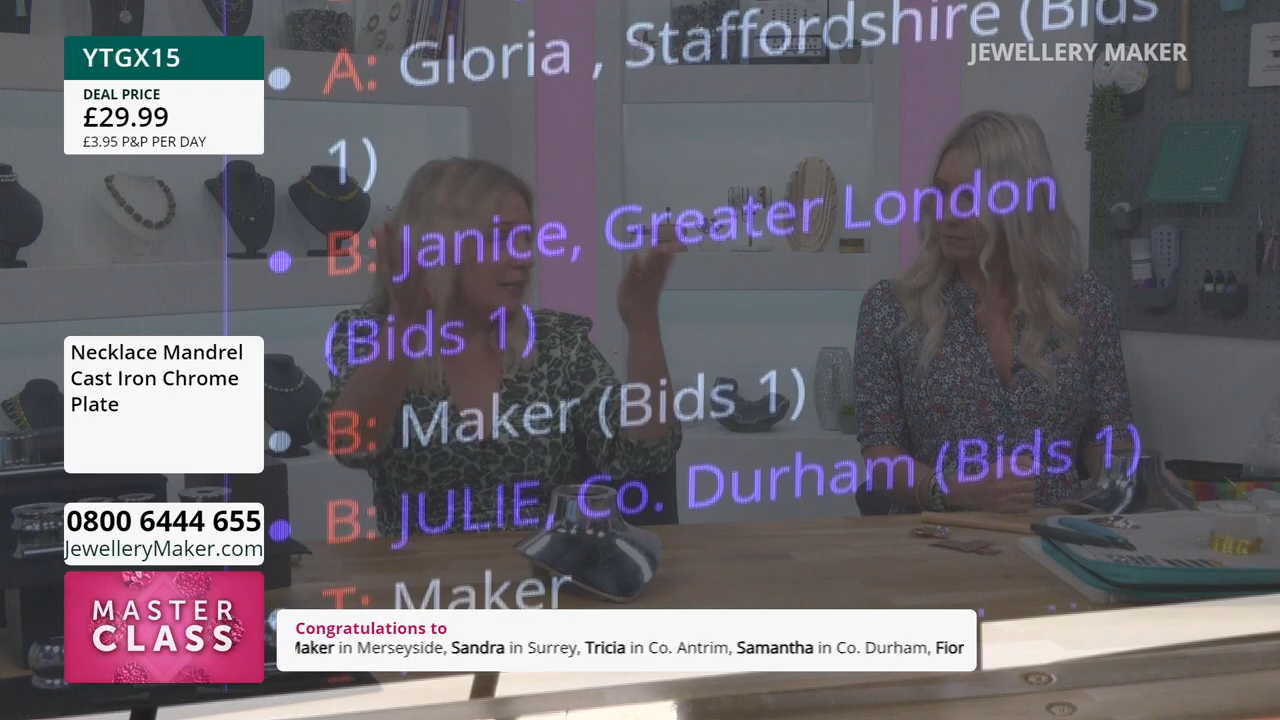 YTGX15
DEAL PRICE
£29.99
£3.95 P&P PER DAY
JEWELLERY MAKER
A: Gloria , Staffordshire (Bids
1)
B: Janice, Greater London
(Bids 1)
B: Maker (Bids 1)
B: JULIE, Co. Durham (Bids 1)
T: Maker
Necklace Mandrel
Cast Iron Chrome
Plate
0800 6444 655
JewelleryMaker.com
MASTER
CLASS
Congratulations to
Maker in Merseyside, Sandra in Surrey, Tricia in Co. Antrim, Samantha in Co. Durham, Fior